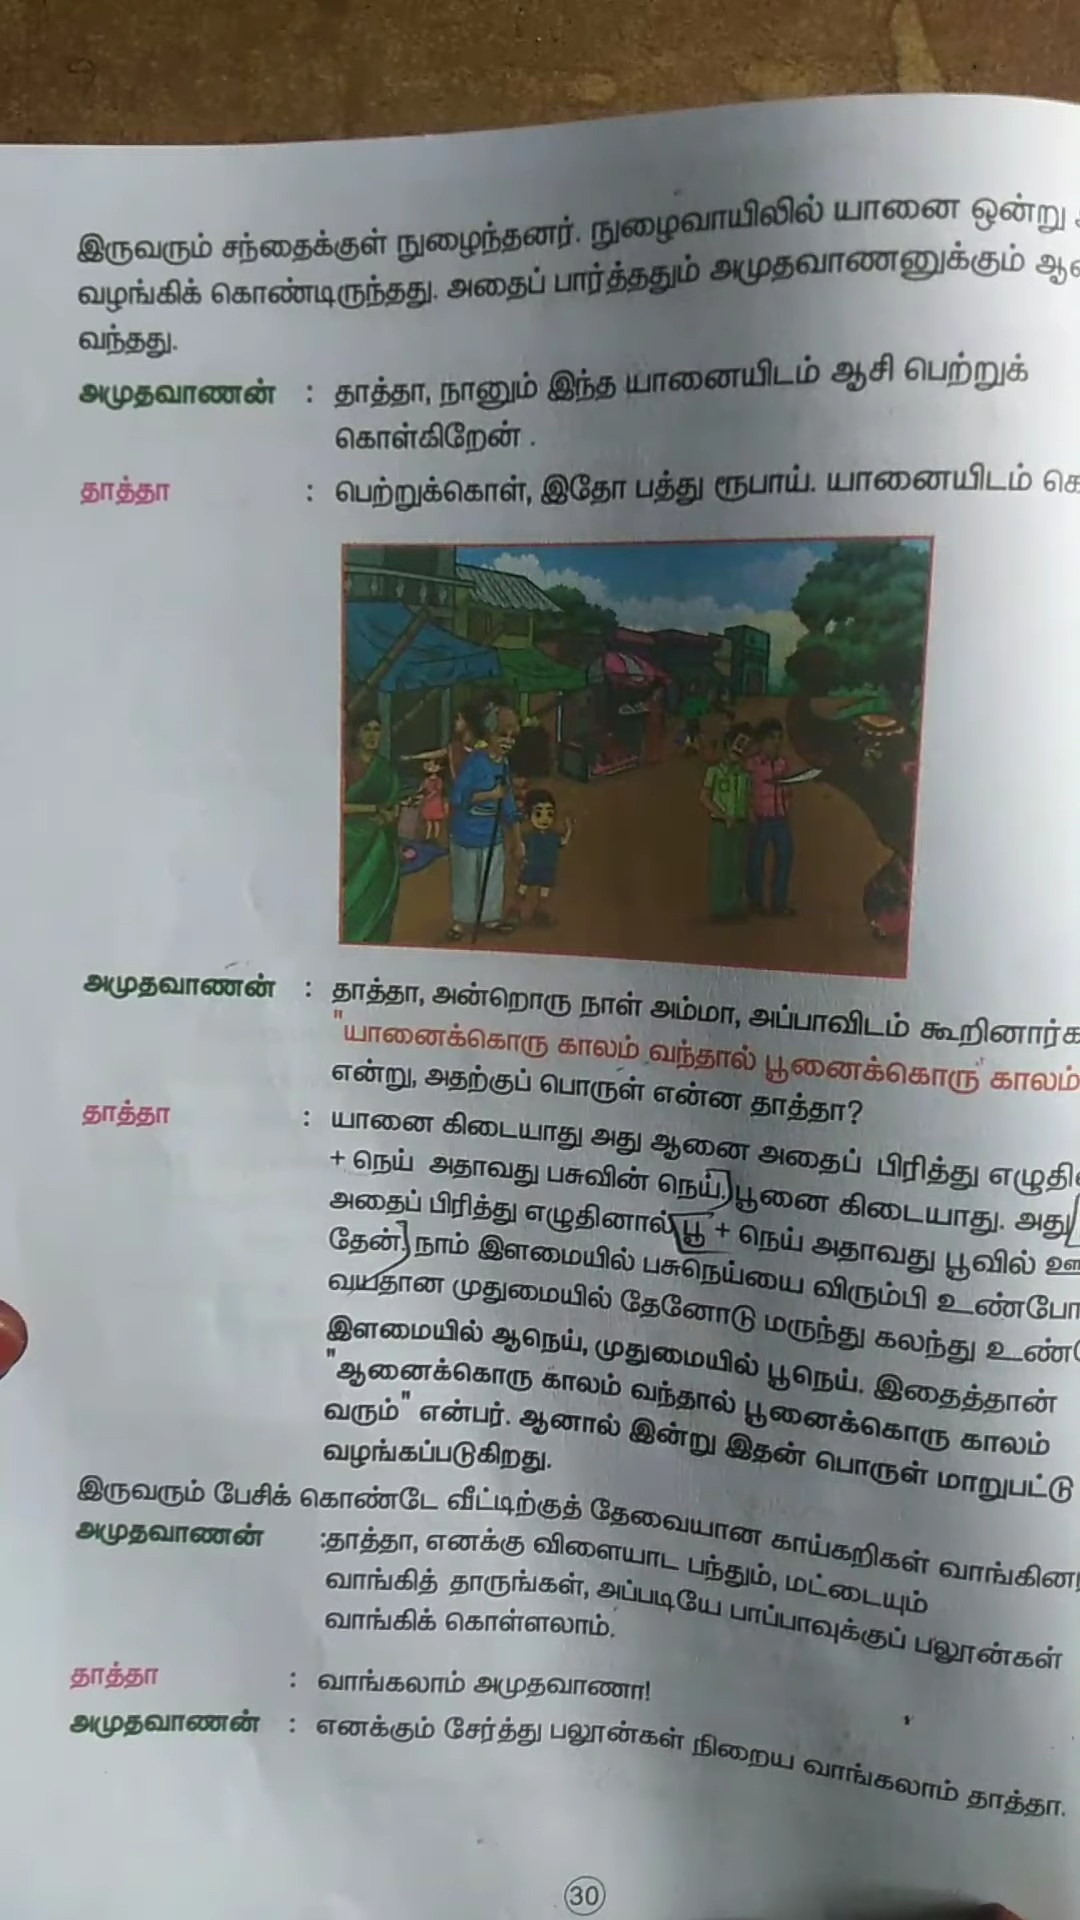 இருவரும் சந்தைக்குள் நுழைந்தனர். நுழைவாயிலில் யானை ஒன்று
வழங்கிக் கொண்டிருந்தது. அதைப் பார்த்ததும் அமுதவாணனுக்கும்
வந்தது.
அமுதவாணன் : தாத்தா, நானும் இந்த யானையிடம் ஆசி பெற்றுக்
கொள்கிறேன் .
தாத்தா : பெற்றுக்கொள், இதோ பத்து ரூபாய். யானையிடம்
அமுதவாணன் : தாத்தா, அன்றொரு நாள் அம்மா, அப்பாவிடம்
"யானைக்கொரு காலம் வந்தால் பூனைக்கொரு காலம்
என்று, அதற்குப் பொருள் என்ன தாத்தா?
தாத்தா : யானை கிடையாது அது ஆனை அதைப் பிரித்து
+ நெய் அதாவது பசுவின் நெய். பூனை கிடையாது. அது
அதைப் பிரித்து எழுதினால் பூ + நெய் அதாவது பூவில்
தேன். நாம் இளமையில் பசுநெய்யை விரும்பி
வயதான முதுமையில் தேனோடு மருந்து கலந்து
இளமையில் ஆநெய், முதுமையில் பூநெய். இதைத்தான்
"ஆனைக்கொரு காலம் வந்தால் பூனைக்கொரு காலம்
வரும்" என்பர். ஆனால் இன்று இதன் பொருள் மாறுபட்டு
வழங்கப்படுகிறது.
இருவரும் பேசிக் கொண்டே வீட்டிற்குத் தேவையான காய்கறிகள்
அமுதவாணன் :தாத்தா, எனக்கு விளையாட பந்தும், மட்டையும்
வாங்கித் தாருங்கள், அப்படியே பாப்பாவுக்குப் பலூன்கள்
வாங்கிக் கொள்ளலாம்.
தாத்தா : வாங்கலாம் அமுதவாணா!
அமுதவாணன் : எனக்கும் சேர்த்து பலூன்கள் நிறைய வாங்கலாம் தாத்தா.
30